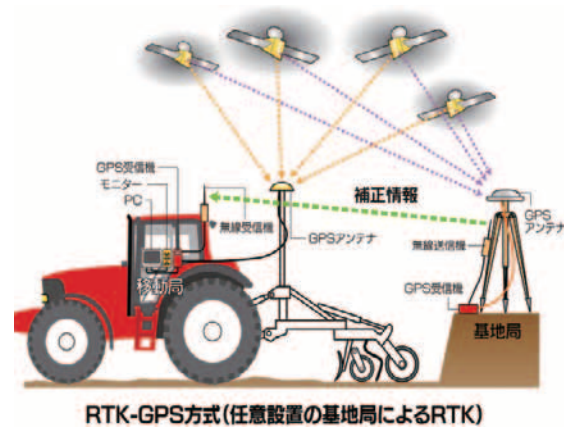 GPS受信機
モニター
PC
無線受信機
移動局
GPSアンテナ
補正情報
GPS
アンテナ
無線送信機
GPS受信機
基地局
RTK-GPS方式(任意設置の基地局によるRTK)